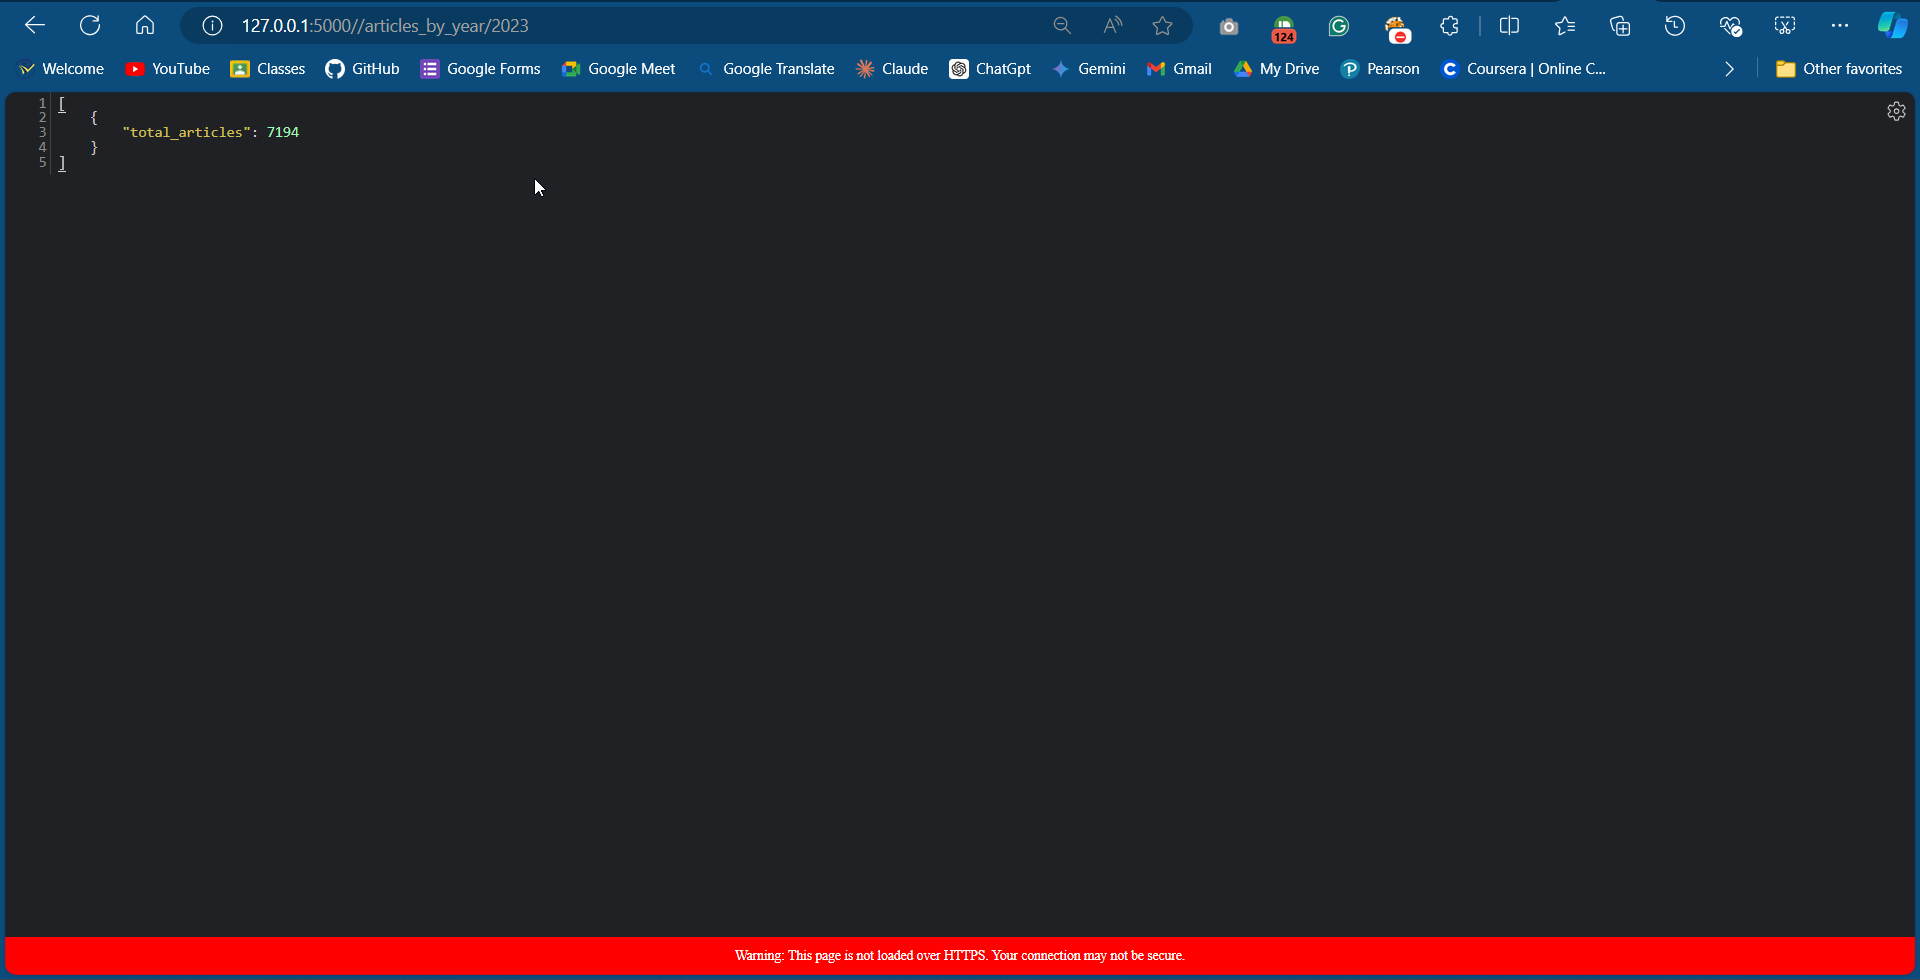 127.0.0.1:5000//articles_by_year/2023
124
Welcome YouTube Classes GitHub Google Forms Google Meet Google Translate Claude ChatGpt Gemini Gmail My Drive Pearson Coursera | Online C... Other favorites
1 [
2 {
3 "total_articles": 7194
4 }
5 ]
Warning: This page is not loaded over HTTPS. Your connection may not be secure.